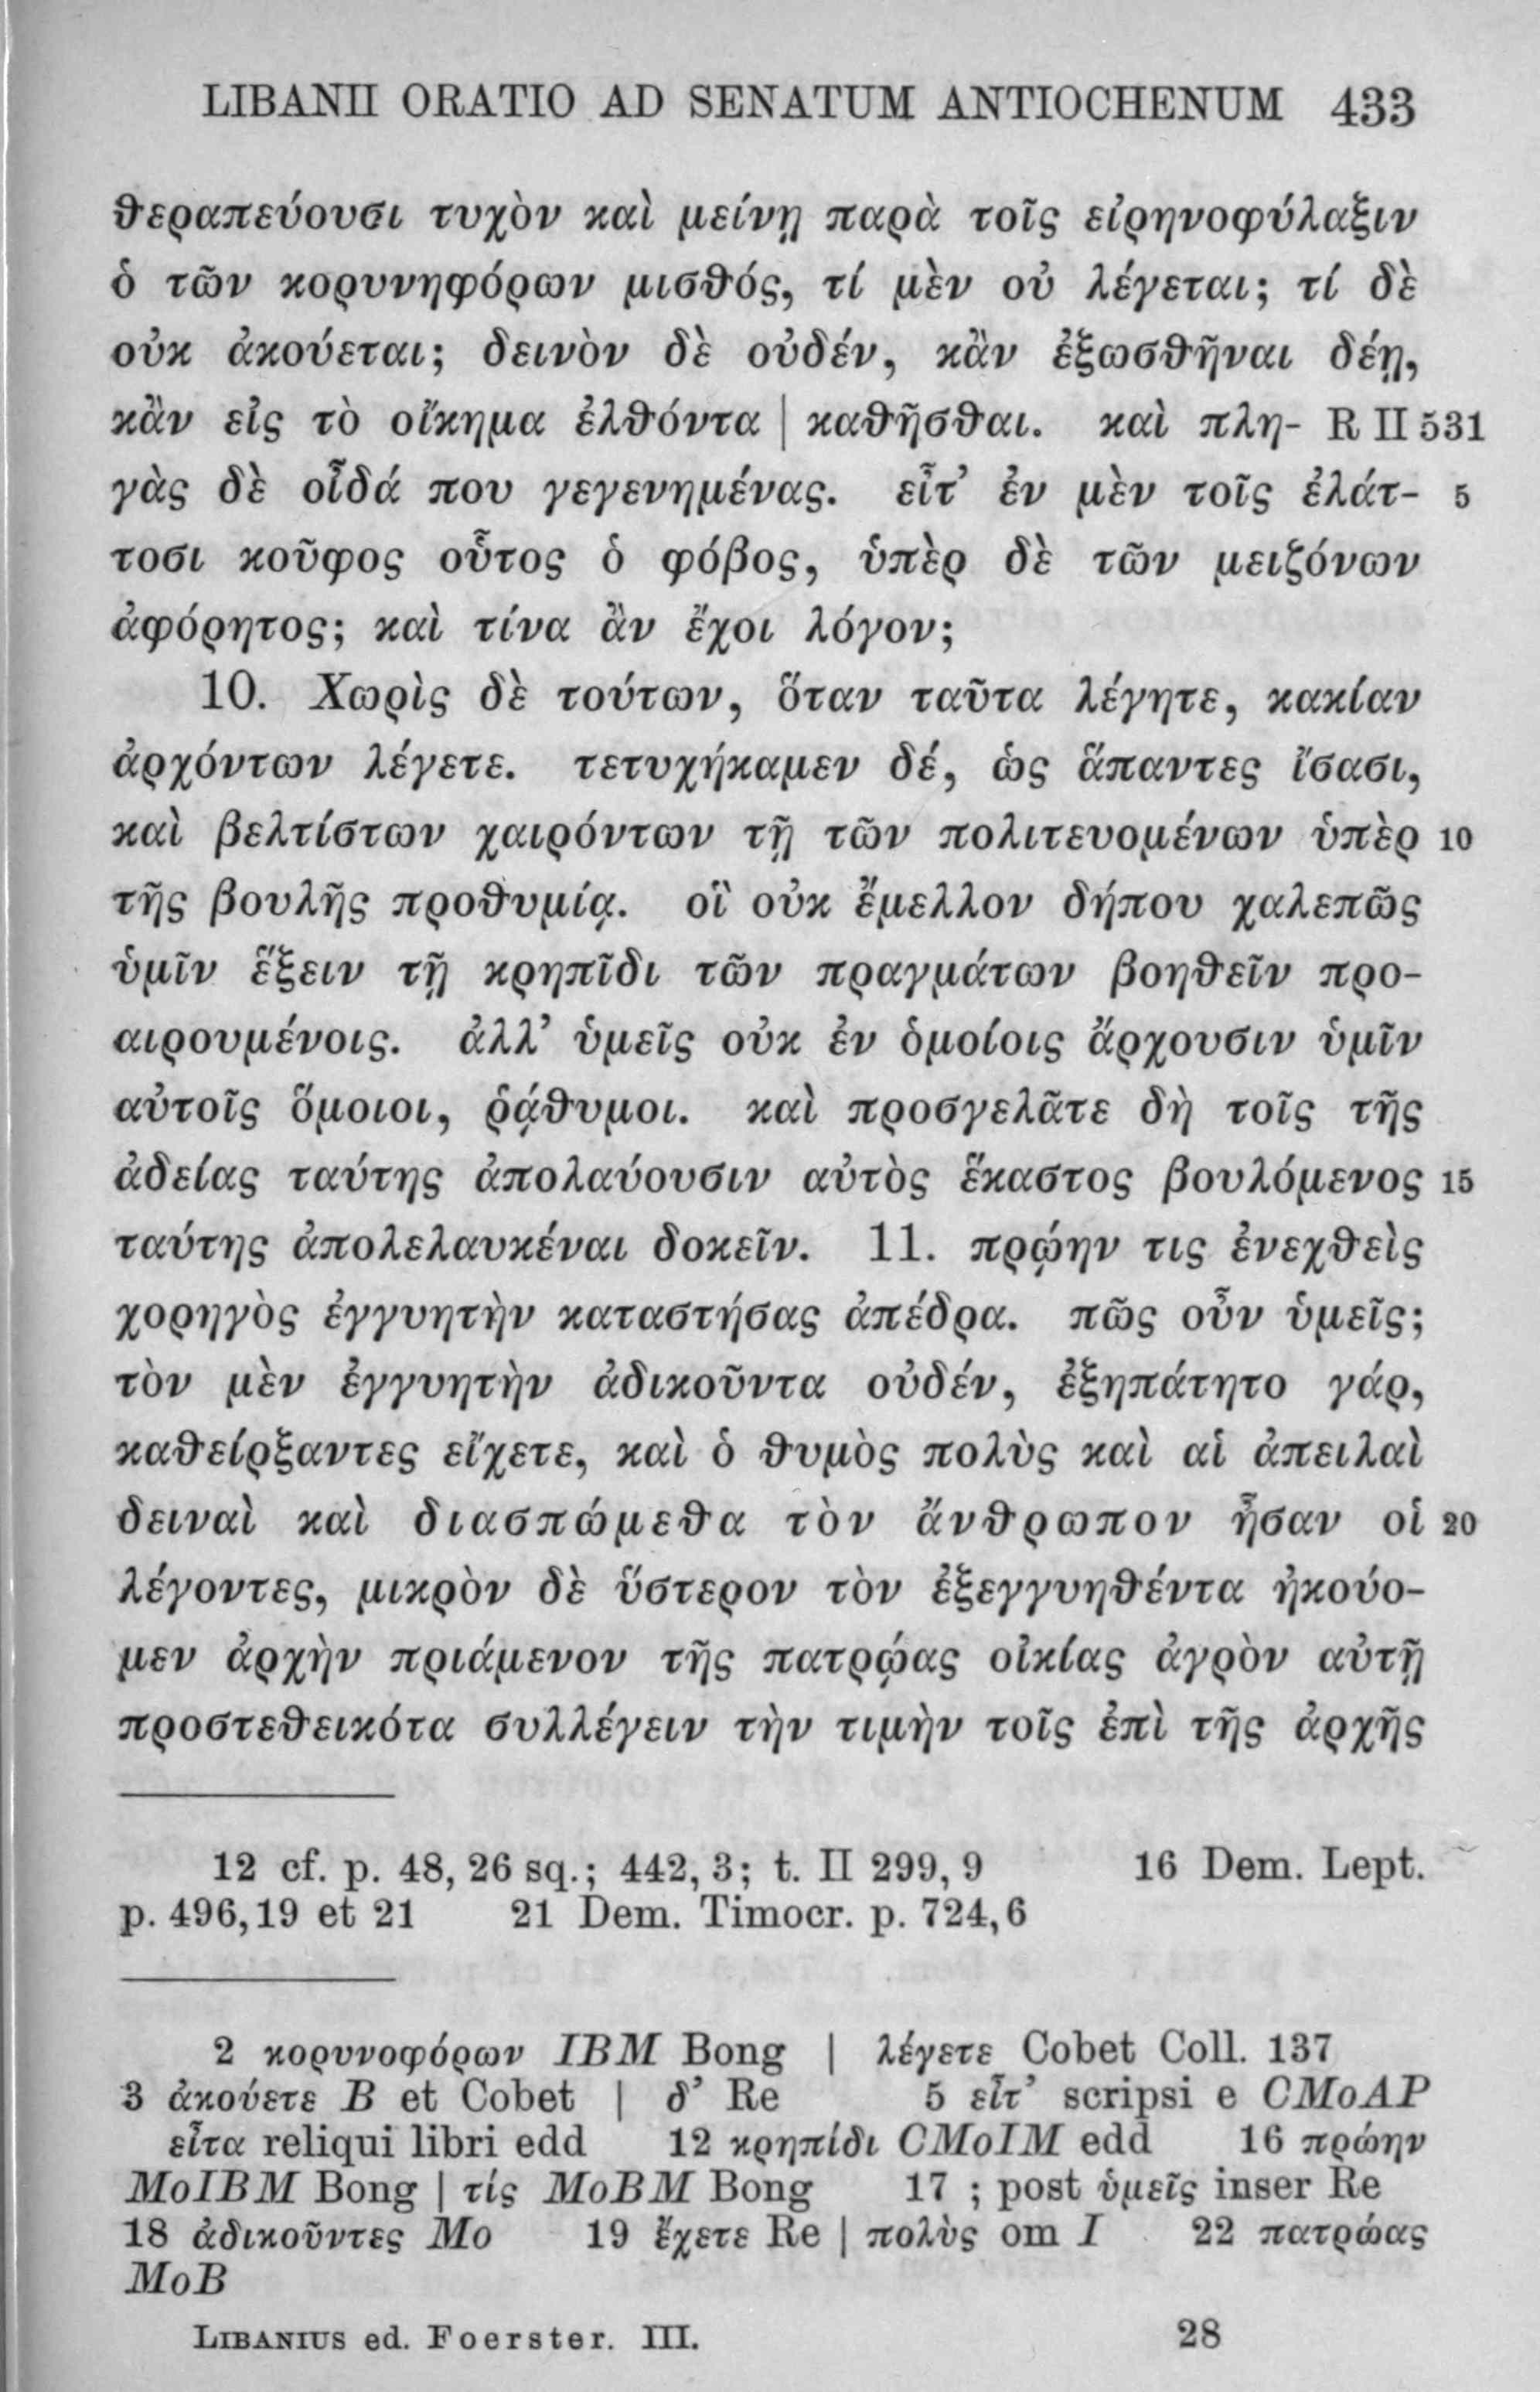 LIBANII ORATIO AD SENATUM ANTIOCHENUM 433
θεραπεύουσι τυχὸν καὶ μείνῃ παρὰ τοῖς εἰρηνοφύλαξιν
ὁ τῶν κορυνηφόρων μισθός, τί μὲν οὐ λέγεται; τί δὲ
οὐκ ἀκούεται; δεινὸν δὲ οὐδέν, κἂν ἐξωσθῆναι δέῃ,
κἂν εἰς τὸ οἴκημα ἐλθόντα | καθῆσθαι. καὶ πλη- R II 531
γὰς δὲ οἶδά που γεγενημένας. εἶτ’ ἐν μὲν τοῖς ἐλάτ- 5
τοσι κοῦφος οὗτος ὁ φόβος, ὑπὲρ δὲ τῶν μειζόνων
ἀφόρητος; καὶ τίνα ἂν ἔχοι λόγον;
10. Χωρὶς δὲ τούτων, ὅταν ταῦτα λέγητε, κακίαν
ἀρχόντων λέγετε. τετυχήκαμεν δέ, ὡς ἅπαντες ἴσασι,
καὶ βελτίστων χαιρόντων τῇ τῶν πολιτευομένων ὑπὲρ 10
τῆς βουλῆς προθυμίᾳ. οἳ οὐκ ἔμελλον δήπου χαλεπῶς
ὑμῖν ἕξειν τῇ κρηπῖδι τῶν πραγμάτων βοηθεῖν προ-
αιρουμένοις. ἀλλ’ ὑμεῖς οὐκ ἐν ὁμοίοις ἄρχουσιν ὑμῖν
αὐτοῖς ὅμοιοι, ῥᾴθυμοι. καὶ προσγελᾶτε δὴ τοῖς τῆς
ἀδείας ταύτης ἀπολαύουσιν αὐτὸς ἕκαστος βουλόμενος 15
ταύτης ἀπολελαυκέναι δοκεῖν. 11. πρῴην τις ἐνεχθεὶς
χορηγὸς ἐγγυητὴν καταστήσας ἀπέδρα. πῶς οὖν ὑμεῖς;
τὸν μὲν ἐγγυητὴν ἀδικοῦντα οὐδέν, ἐξηπάτητο γάρ,
καθείρξαντες εἴχετε, καὶ ὁ θυμὸς πολὺς καὶ αἱ ἀπειλαὶ
δειναὶ καὶ διασπώμεθα τὸν ἄνθρωπον ἦσαν οἱ 20
λέγοντες, μικρὸν δὲ ὕστερον τὸν ἐξεγγυηθέντα ἠκούο-
μεν ἀρχὴν πριάμενον τῆς πατρῴας οἰκίας ἀγρὸν αὐτῇ
προστεθεικότα συλλέγειν τὴν τιμὴν τοῖς ἐπὶ τῆς ἀρχῆς
12 cf. p. 48, 26 sq.; 442, 3; t. II 299, 9 16 Dem. Lept.
p. 496,19 et 21 21 Dem. Timocr. p. 724,6
2 κορυνοφόρων IBM Bong | λέγετε Cobet Coll. 137
3 ἀκούετε B et Cobet | δ’ Re 5 εἶτ’ scripsi e CMoAP
εἶτα reliqui libri edd 12 κρηπίδι CMoIM edd 16 πρώην
MoIBM Bong | τίς MoBM Bong 17 ; post ὑμεῖς inser Re
18 ἀδικοῦντες Mo 19 ἔχετε Re | πολὺς om I 22 πατρώας
MoB
LIBANIUS ed. Foerster. III. 28